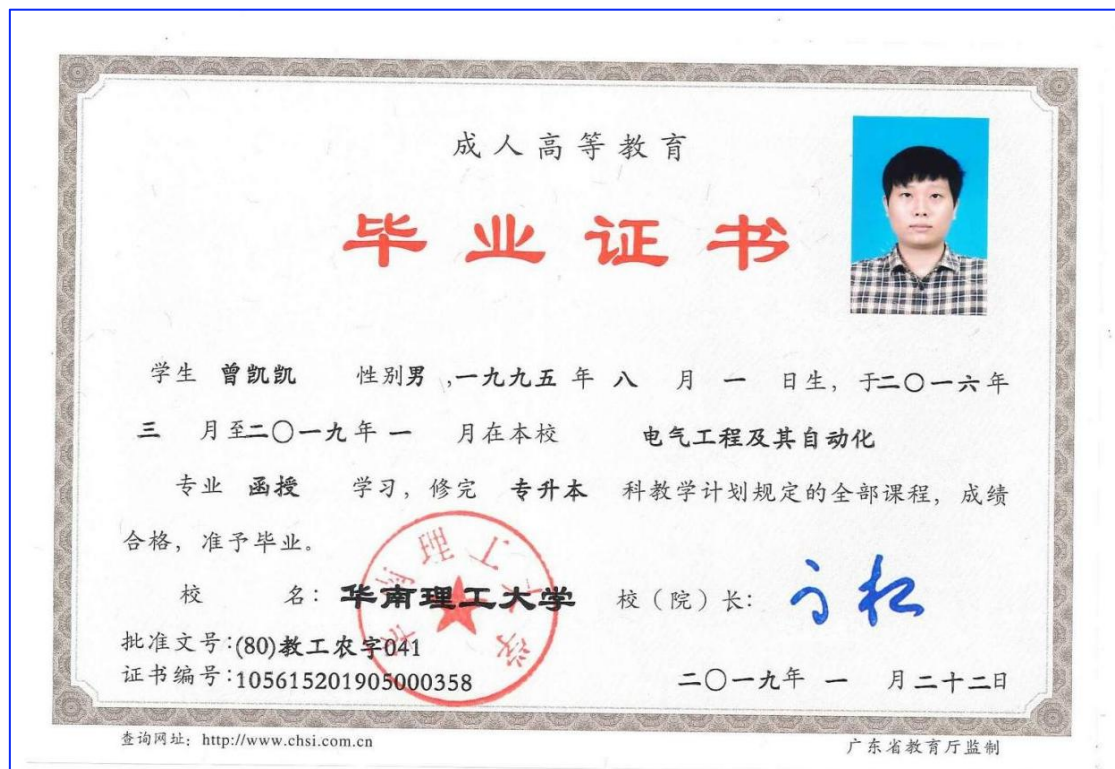 成人高等教育
毕业证书
学生 曾凯凯 性别男,一九九五年 八 月 一 日生,于二〇一六年
三 月至二〇一九年 一 月在本校 电气工程及其自动化
专业 函授 学习,修完 专升本 科教学计划规定的全部课程,成绩
合格,准予毕业。
华南理工大学
校 名:华南理工大学 校(院)长:
批准文号:(80)教工农字041
证书编号:105615201905000358
二〇一九年 一 月二十二日
查询网址:http://www.chsi.com.cn
广东省教育厅监制